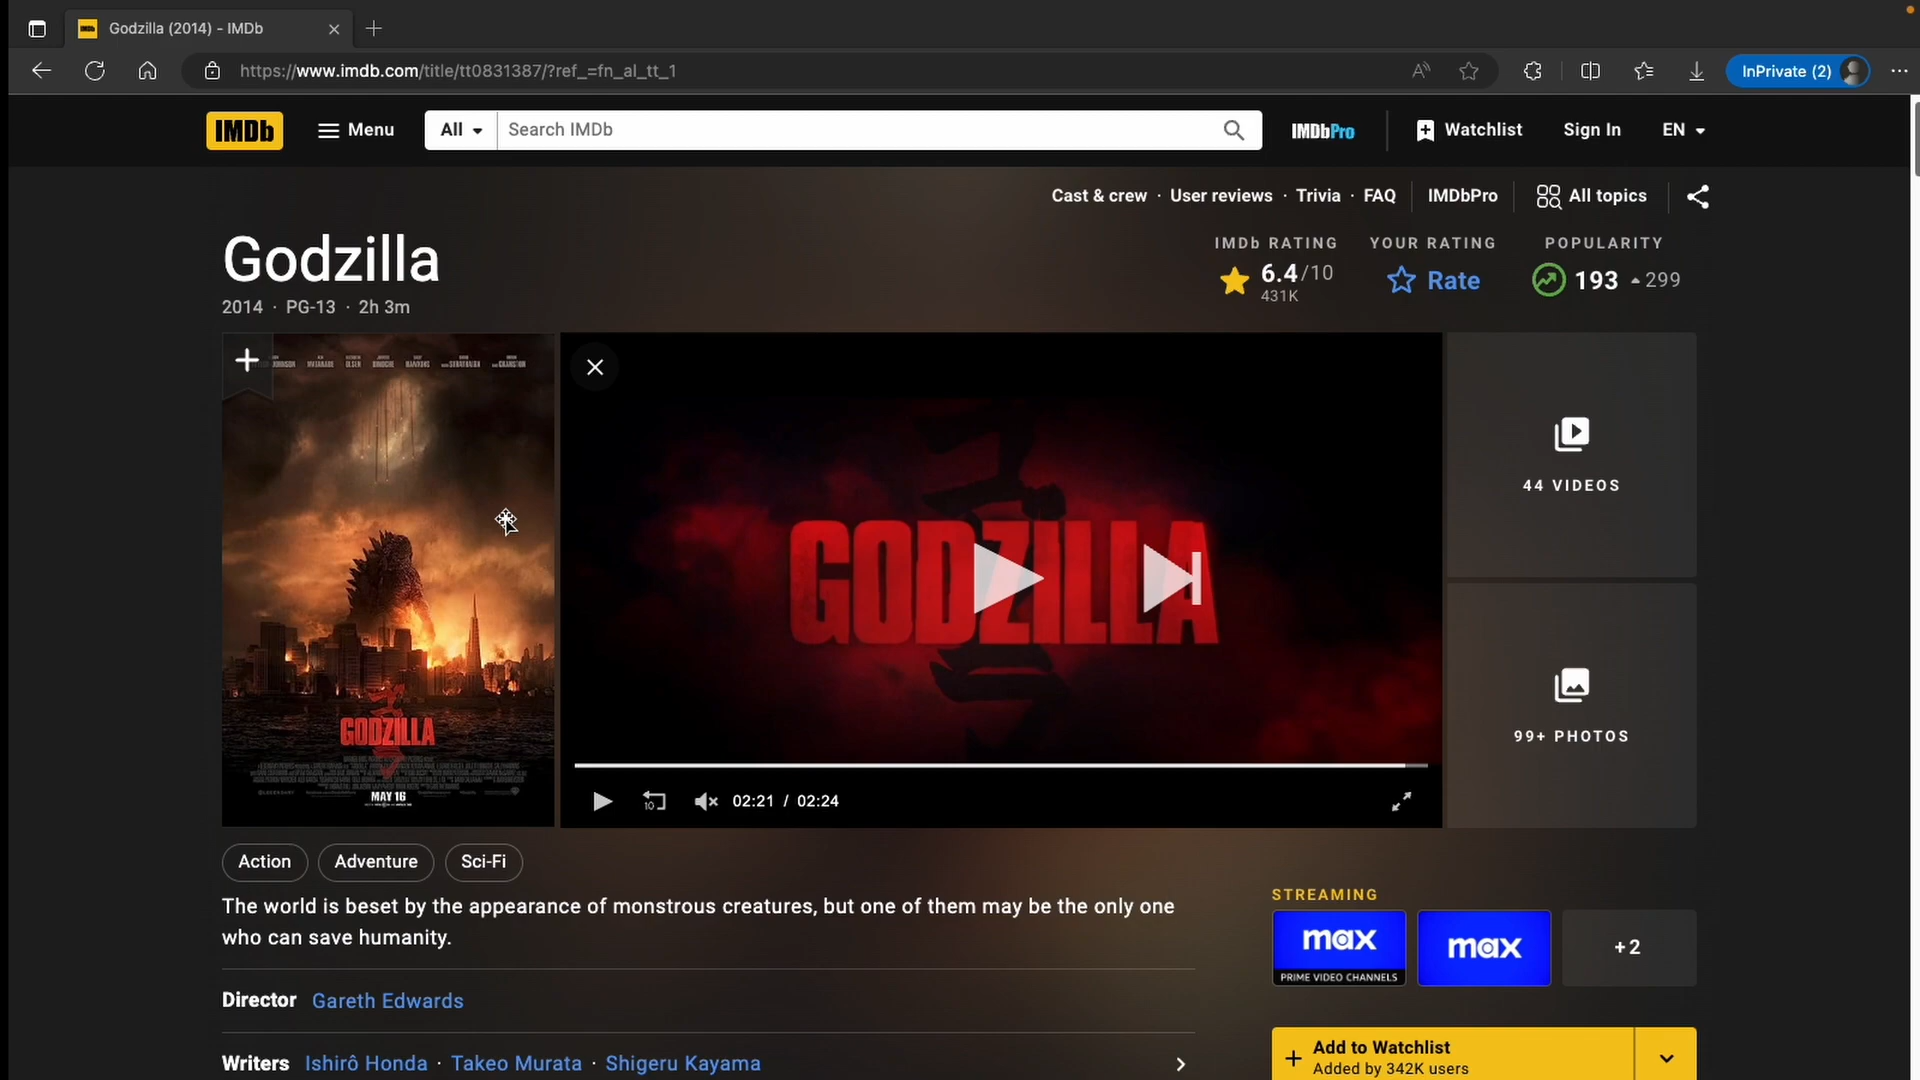 Godzilla (2014) - IMDb
https://www.imdb.com/title/tt0831387/?ref_=fn_al_tt_1
InPrivate (2)
IMDb
Menu
All
Search IMDb
IMDbPro
Watchlist
Sign In
EN
Cast & crew · User reviews · Trivia · FAQ
IMDbPro
All topics
Godzilla
2014 · PG-13 · 2h 3m
IMDb RATING
6.4/10
431K
YOUR RATING
Rate
POPULARITY
193
299
GODZILLA
MAY 16
GODZILLA
10
02:21 / 02:24
44 VIDEOS
99+ PHOTOS
Action
Adventure
Sci-Fi
The world is beset by the appearance of monstrous creatures, but one of them may be the only one
who can save humanity.
Director Gareth Edwards
Writers Ishirô Honda · Takeo Murata · Shigeru Kayama
STREAMING
max
PRIME VIDEO CHANNELS
max
+2
Add to Watchlist
Added by 342K users